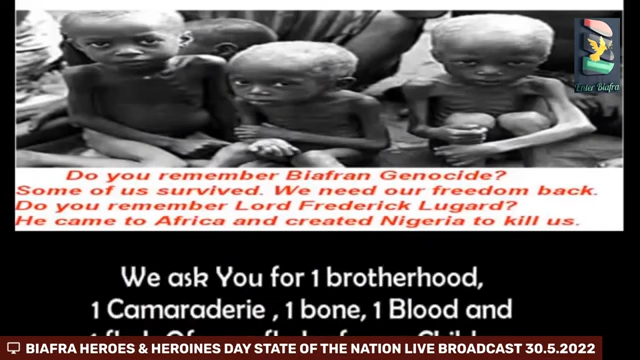 Enter Biafra
Do you remember Biafran Genocide?
Some of us survived. We need our freedom back.
Do you remember Lord Frederick Lugard?
He came to Africa and created Nigeria to kill us.
We ask You for 1 brotherhood,
1 Camaraderie , 1 bone, 1 Blood and
BIAFRA HEROES & HEROINES DAY STATE OF THE NATION LIVE BROADCAST 30.5.2022